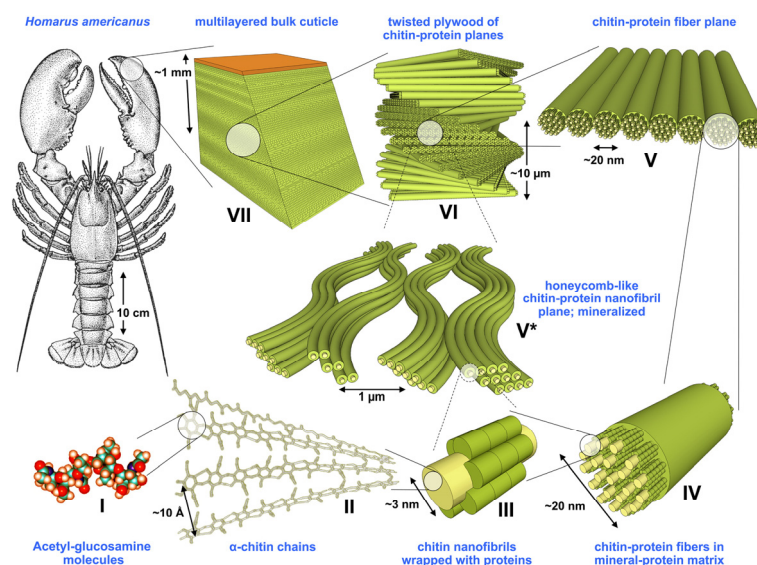 Homarus americanus
multilayered bulk cuticle
twisted plywood of
chitin-protein planes
chitin-protein fiber plane
~1 mm
VII
~10 µm
VI
~20 nm
V
10 cm
honeycomb-like
chitin-protein nanofibril
plane; mineralized
V*
1 µm
I
~10 Å
II
~3 nm
III
~20 nm
IV
Acetyl-glucosamine
molecules
α-chitin chains
chitin nanofibrils
wrapped with proteins
chitin-protein fibers in
mineral-protein matrix